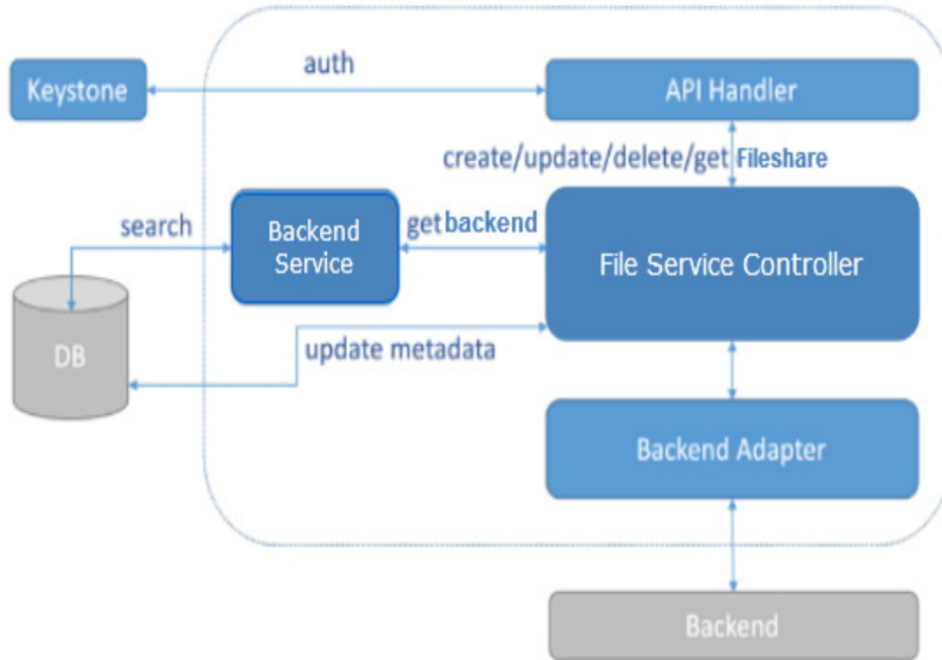 auth
Keystone
API Handler
create/update/delete/get Fileshare
search
Backend
Service
get backend
File Service Controller
DB
update metadata
Backend Adapter
Backend